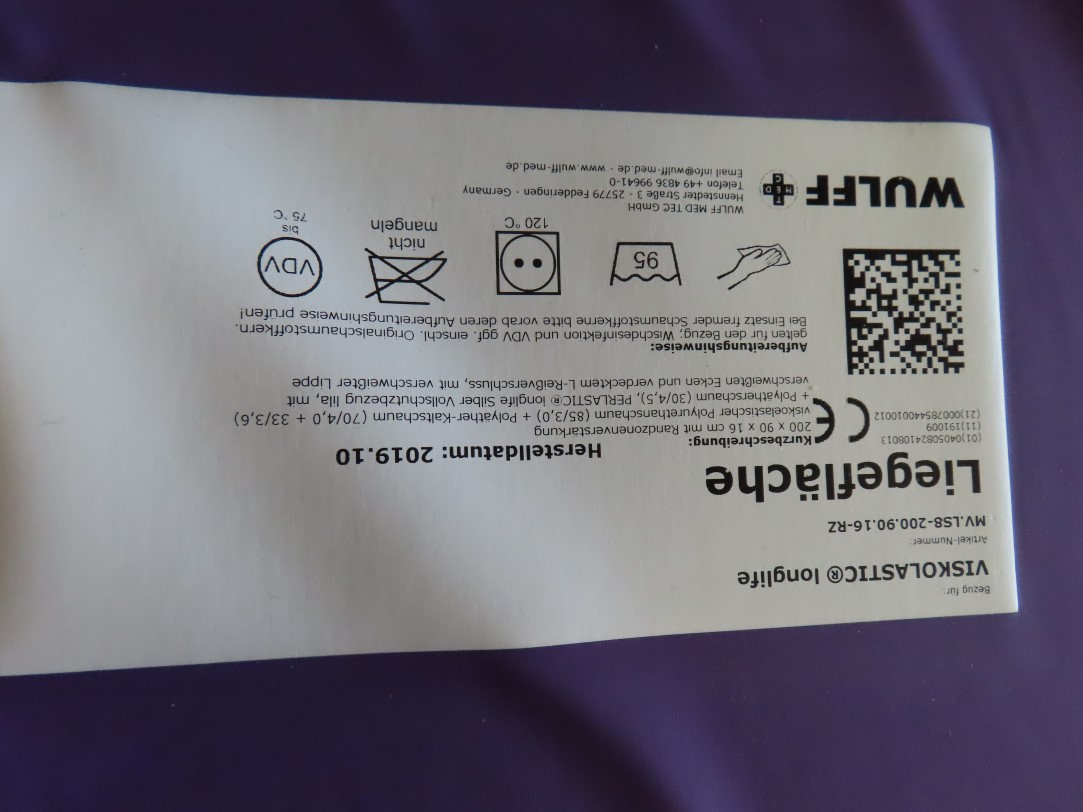 Bezug für:
VISKOLASTIC® longlife
Artikel-Nummer:
MV.LS8-200.90.16-RZ
Liegefläche
Herstelldatum: 2019.10
(01)04050824108013
(11)191009
(21)000785440010012
CE
Kurzbeschreibung:
200 x 90 x 16 cm mit Randzonenverstärkung
viskoelastischer Polyurethanschaum (85/3,0) + Polyäther-Kaltschaum (70/4,0 + 33/3,6)
+ Polyätherschaum (30/4,5), PERLASTIC® longlife Silber Vollschutzbezug lila, mit
verschweißten Ecken und verdecktem L-Reißverschluss, mit verschweißter Lippe
Aufbereitungshinweise:
gelten für den Bezug; Wischdesinfektion und VDV ggf. einschl. Originalschaumstoffkern.
Bei Einsatz fremder Schaumstoffkerne bitte vorab deren Aufbereitungshinweise prüfen!
95
120 °C
nicht
mangeln
VDV
bis
75 °C
WULFF
MED
TEC
WULFF MED TEC GmbH
Hennstedter Straße 3 - 25779 Fedderingen - Germany
Telefon +49 4836 99641-0
Email info@wulff-med.de - www.wulff-med.de